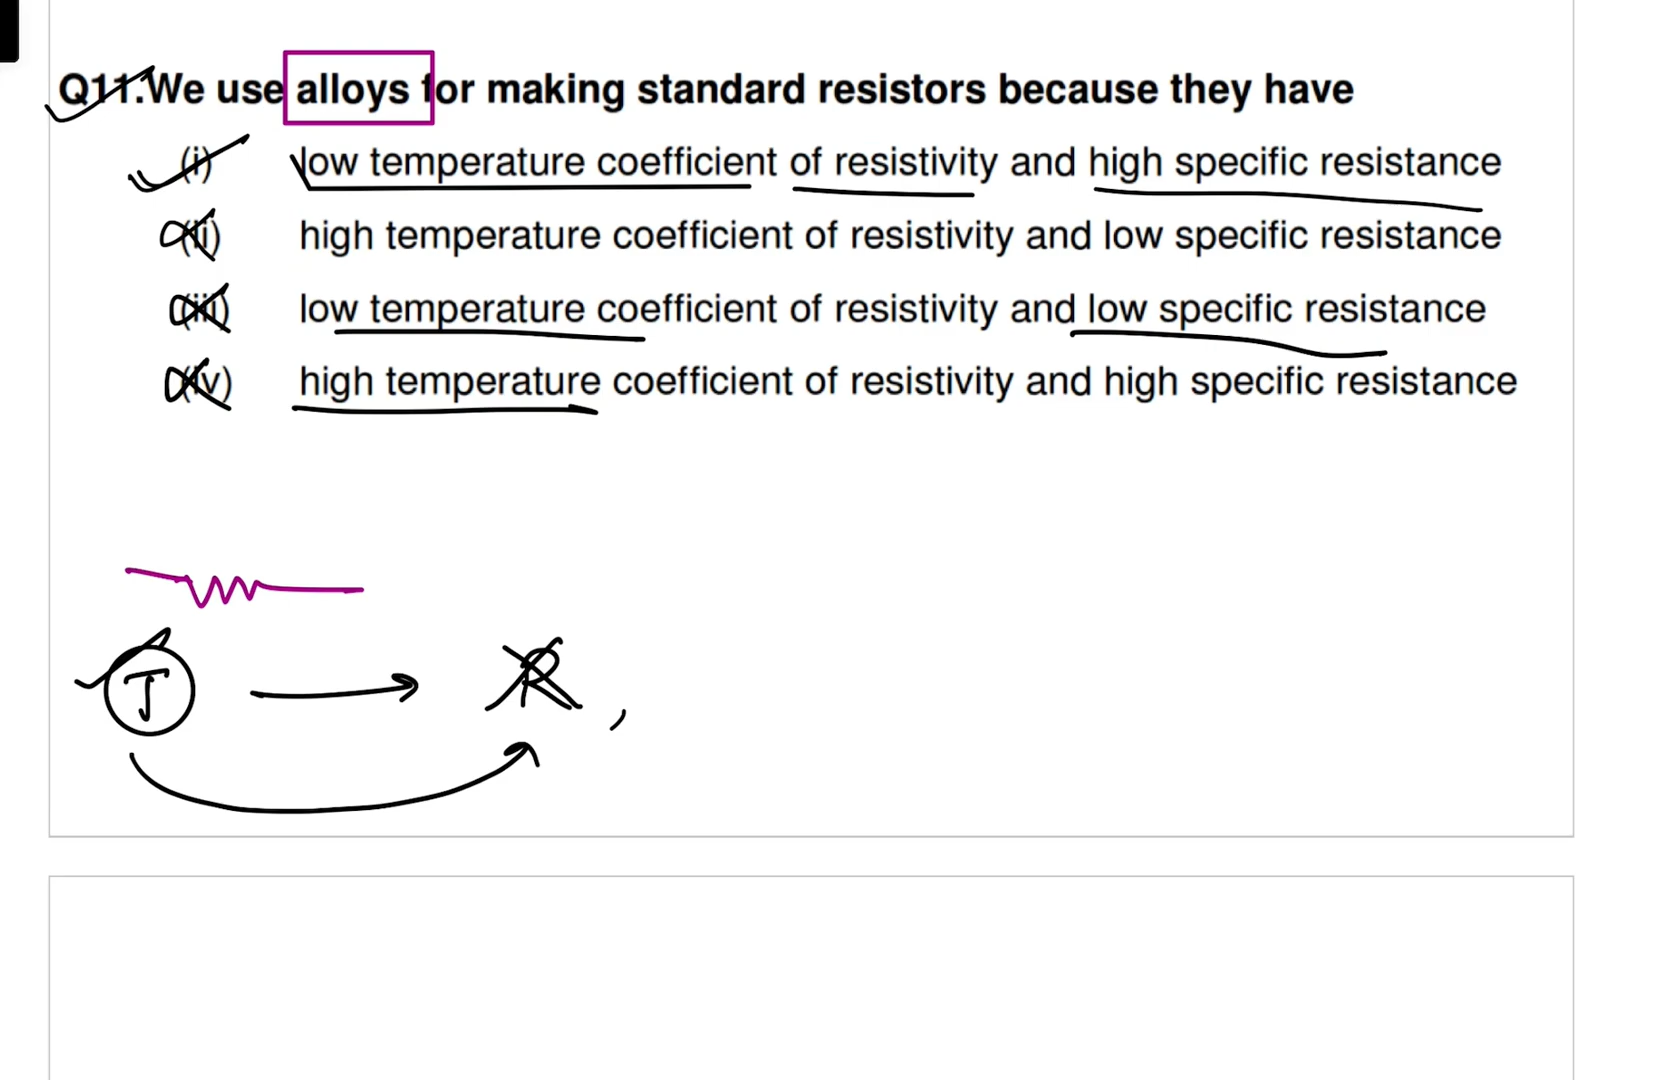 Q11. We use alloys for making standard resistors because they have
(i) low temperature coefficient of resistivity and high specific resistance
(ii) high temperature coefficient of resistivity and low specific resistance
(iii) low temperature coefficient of resistivity and low specific resistance
(iv) high temperature coefficient of resistivity and high specific resistance
T → R ,